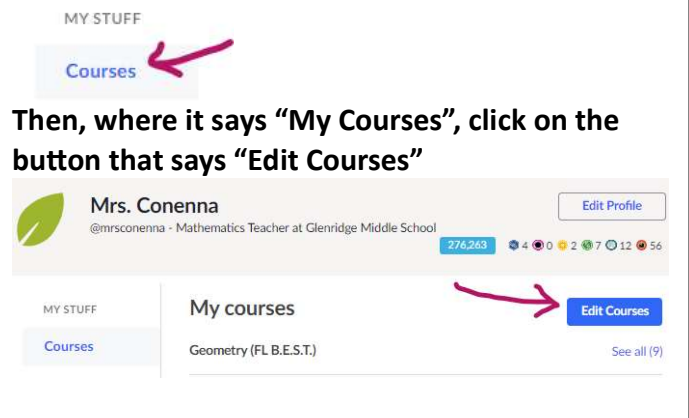 MY STUFF
Courses
Then, where it says “My Courses”, click on the
button that says “Edit Courses”
Mrs. Conenna
Edit Profile
@mrsconenna - Mathematics Teacher at Glenridge Middle School
276,263 4 0 2 7 12 56
MY STUFF
My courses
Edit Courses
Courses
Geometry (FL B.E.S.T.)
See all (9)